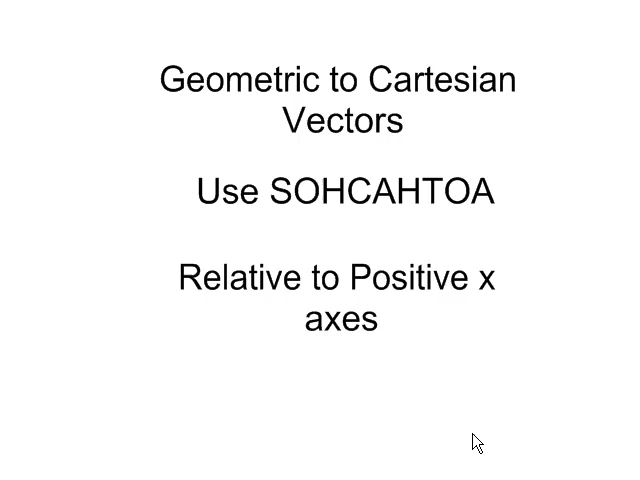 Geometric to Cartesian
Vectors
Use SOHCAHTOA
Relative to Positive x
axes